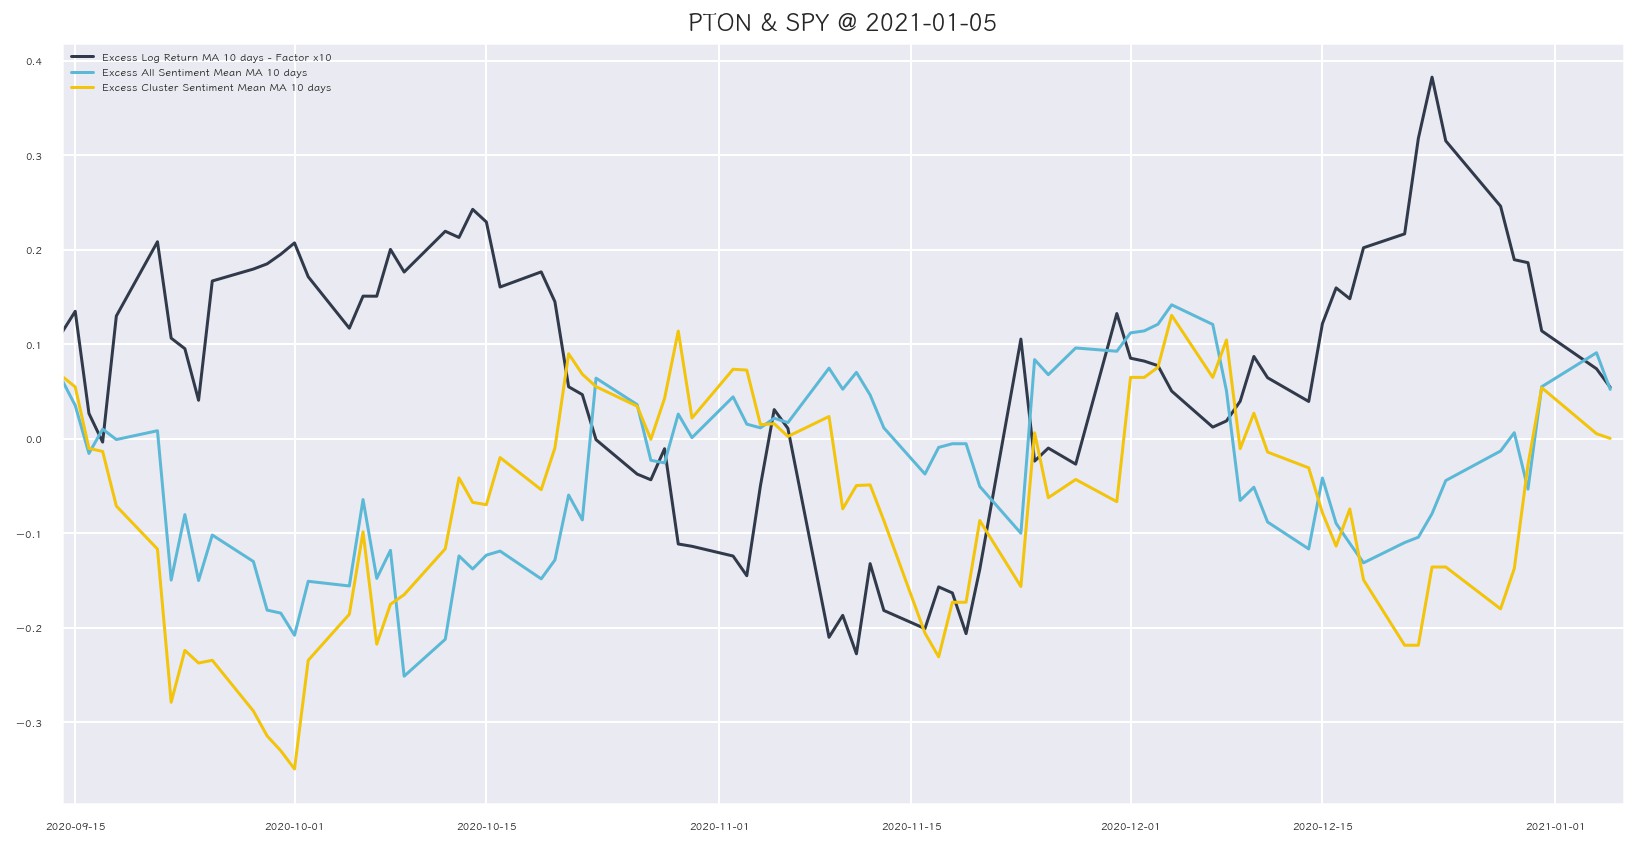 PTON & SPY @ 2021-01-05
Excess Log Return MA 10 days - Factor x10
Excess All Sentiment Mean MA 10 days
Excess Cluster Sentiment Mean MA 10 days
0.4
0.3
0.2
0.1
0.0
−0.1
−0.2
−0.3
2020-09-15 2020-10-01 2020-10-15 2020-11-01 2020-11-15 2020-12-01 2020-12-15 2021-01-01